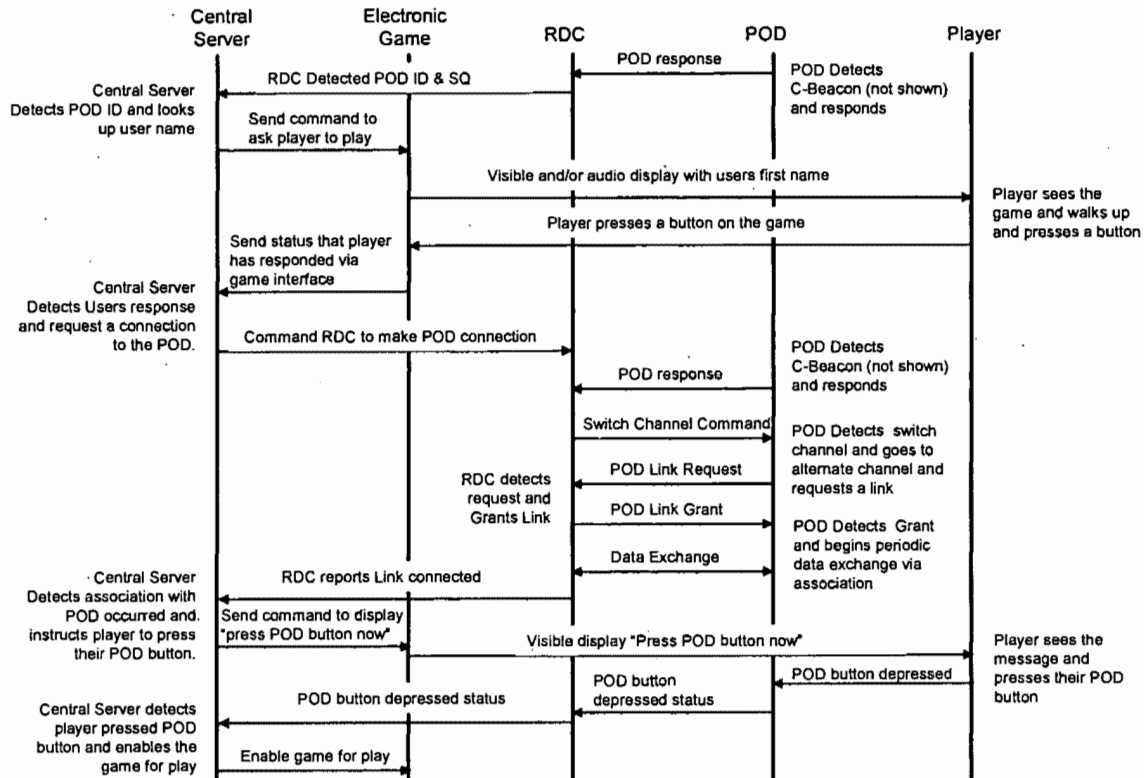 Central
Server
Electronic
Game
RDC
POD
Player
POD response
POD Detects
C-Beacon (not shown)
and responds
RDC Detected POD ID & SQ
Central Server
Detects POD ID and looks
up user name
Send command to
ask player to play
Visible and/or audio display with users first name
Player sees the
game and walks up
and presses a button
Player presses a button on the game
Send status that player
has responded via
game interface
Central Server
Detects Users response
and request a connection
to the POD.
Command RDC to make POD connection
POD Detects
C-Beacon (not shown)
and responds
POD response
Switch Channel Command
POD Detects switch
channel and goes to
alternate channel and
requests a link
POD Link Request
RDC detects
request and
Grants Link
POD Link Grant
POD Detects Grant
and begins periodic
data exchange via
association
Data Exchange
RDC reports Link connected
Central Server
Detects association with
POD occurred and
instructs player to press
their POD button.
Send command to display
"press POD button now"
Visible display "Press POD button now"
Player sees the
message and
presses their POD
button
POD button depressed
POD button
depressed status
POD button depressed status
Central Server detects
player pressed POD
button and enables the
game for play
Enable game for play